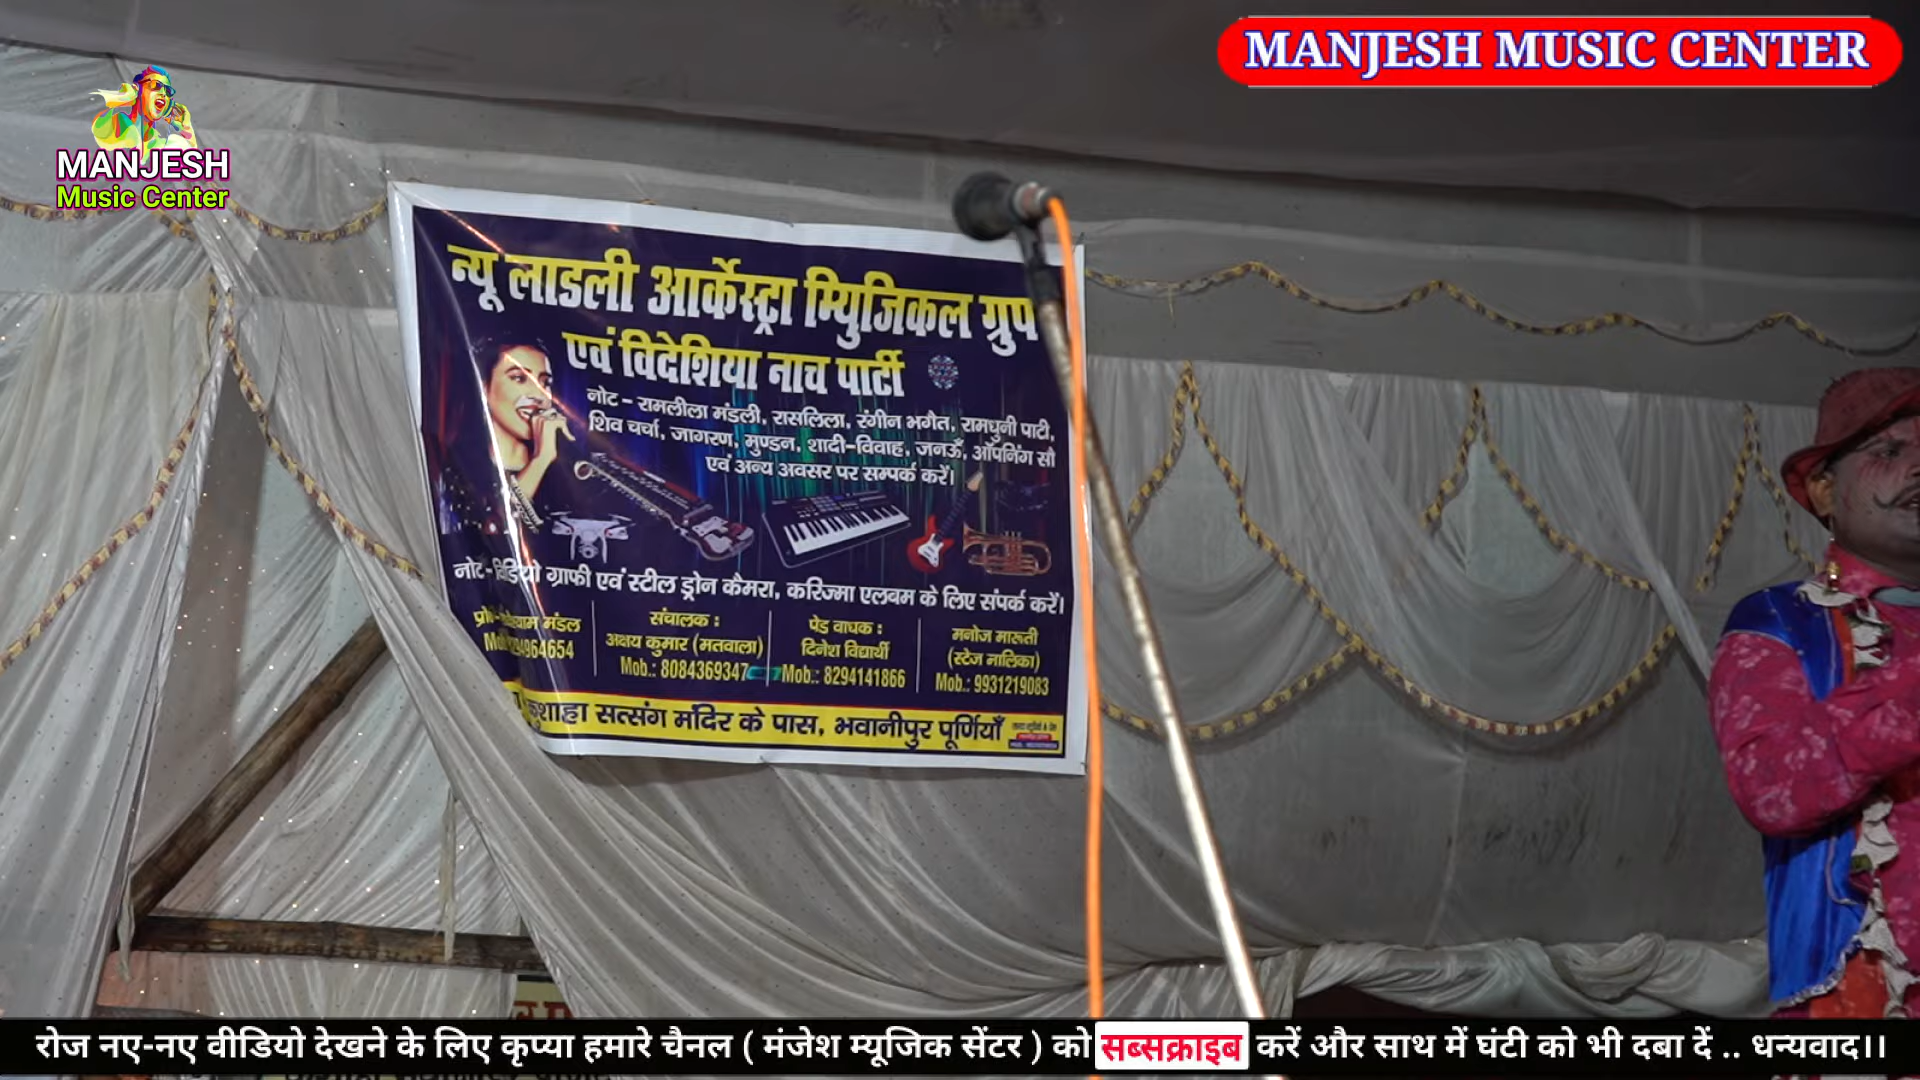 MANJESH MUSIC CENTER
MANJESH
Music Center
न्यू लाडली आर्केस्ट्रा म्यिुजिकल ग्रुप
एवं विदेशिया नाच पार्टी
नोट - रामलीला मंडली, रासलिला, रंगीन भगैत, रामधुनी पाटी,
शिव चर्चा, जागरण, मुण्डन, शादी-विवाह, जनऊँ, ऑपनिंग सौ
एवं अन्य अवसर पर सम्पर्क करें।
नोट-विडियो ग्राफी एवं स्टील ड्रोन कैमरा, करिज्मा एलवम के लिए संपर्क करें।
मंडल
संचालक :
अक्षय कुमार (मतवाला)
Mob.: 8084369347
पेड वाधक :
दिनेश विद्यार्थी
Mob.: 8294141866
मनोज मारूती
(स्टेज नालिका)
Mob.: 9931219083
कुशाहा सत्संग मंदिर के पास, भवानीपुर पूर्णियाँ
रोज नए-नए वीडियो देखने के लिए कृप्या हमारे चैनल ( मंजेश म्यूजिक सेंटर ) को सब्सक्राइब करें और साथ में घंटी को भी दबा दें .. धन्यवाद।।